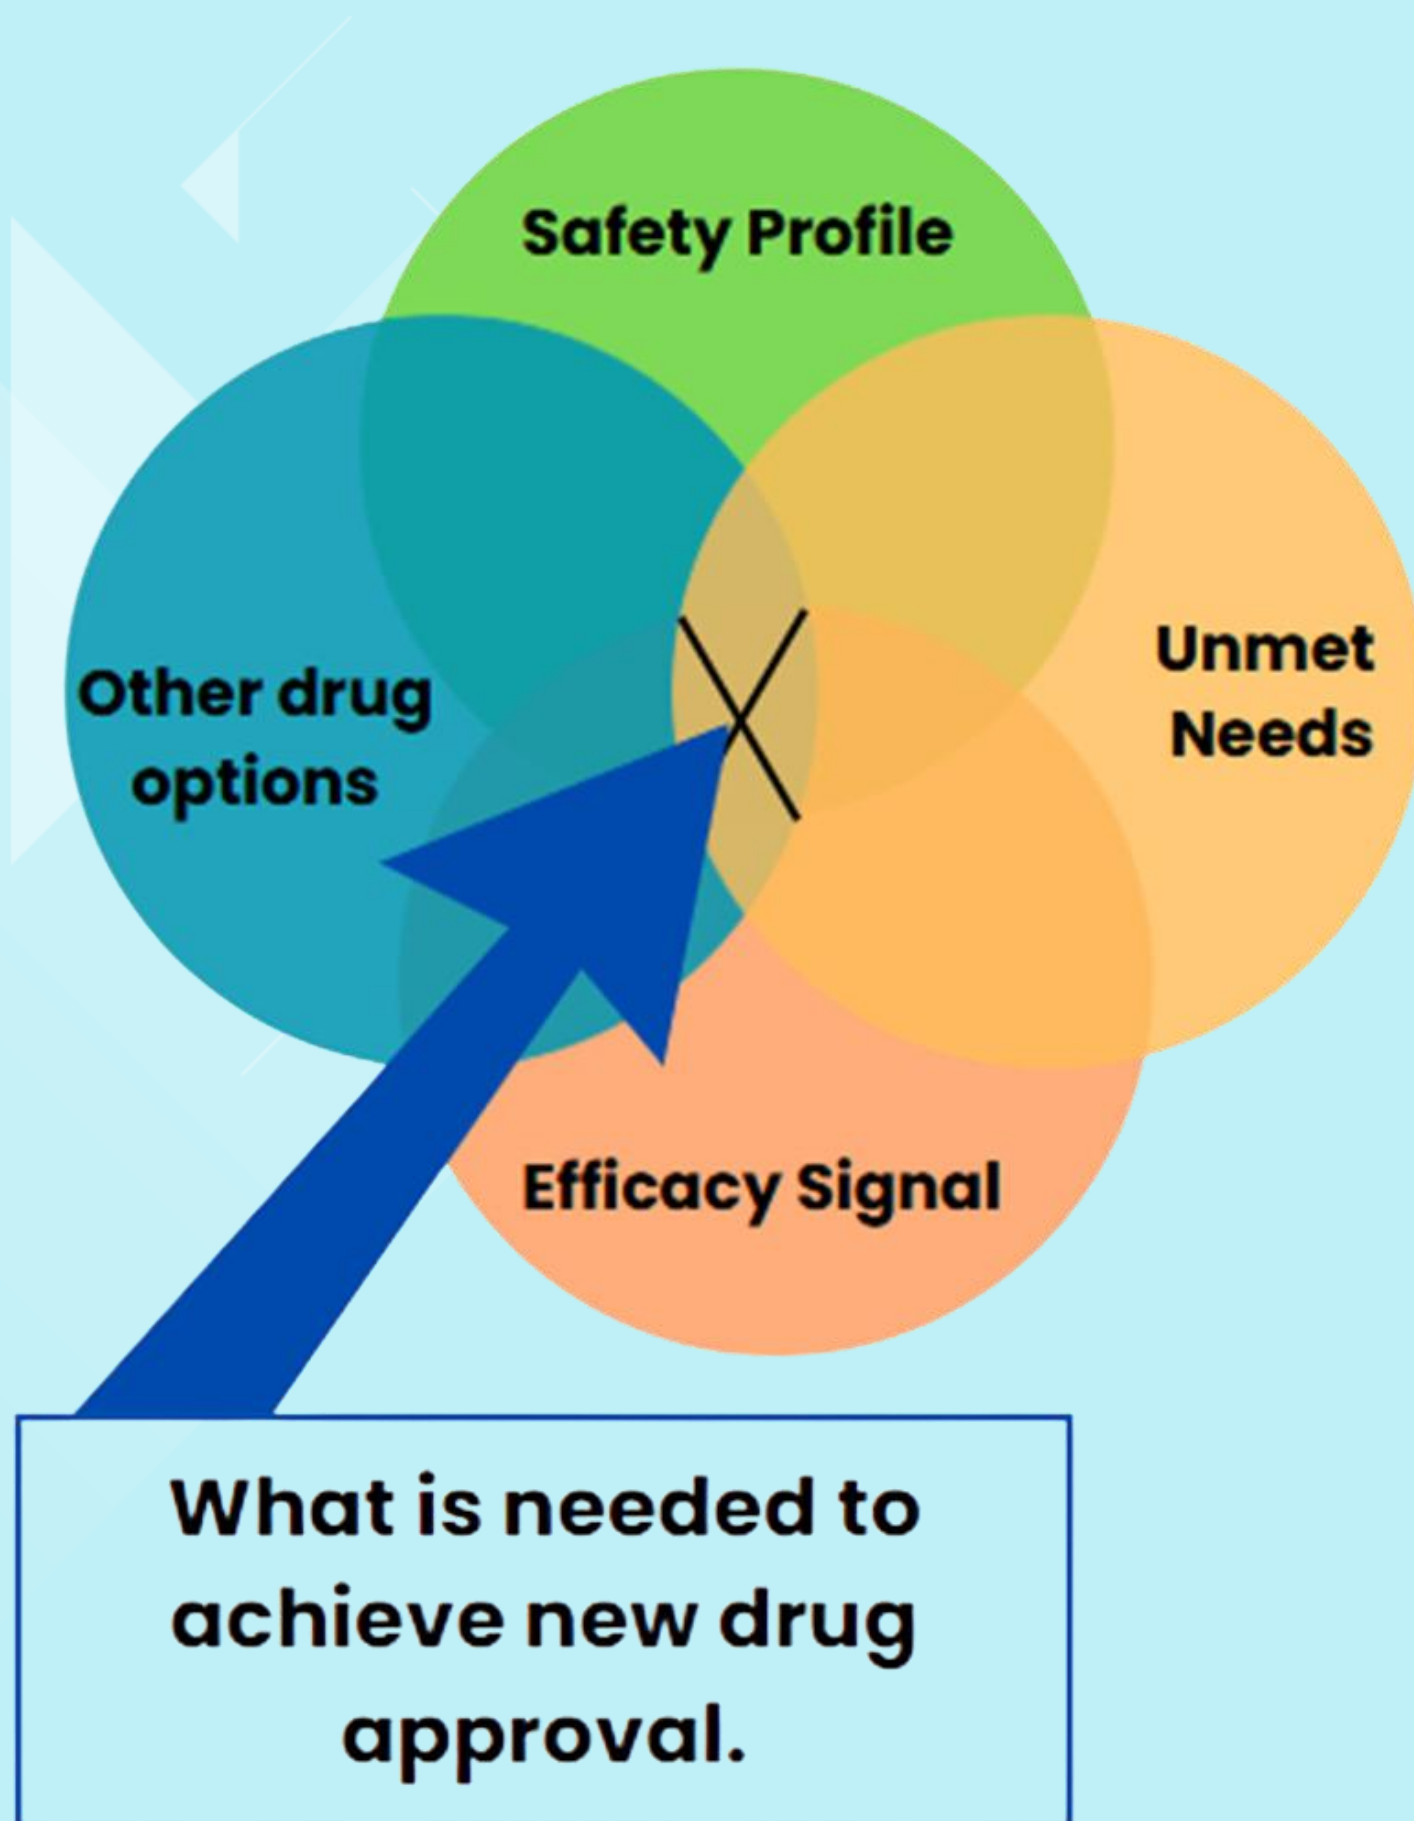 Safety Profile
Other drug
options
Unmet
Needs
Efficacy Signal
What is needed to
achieve new drug
approval.